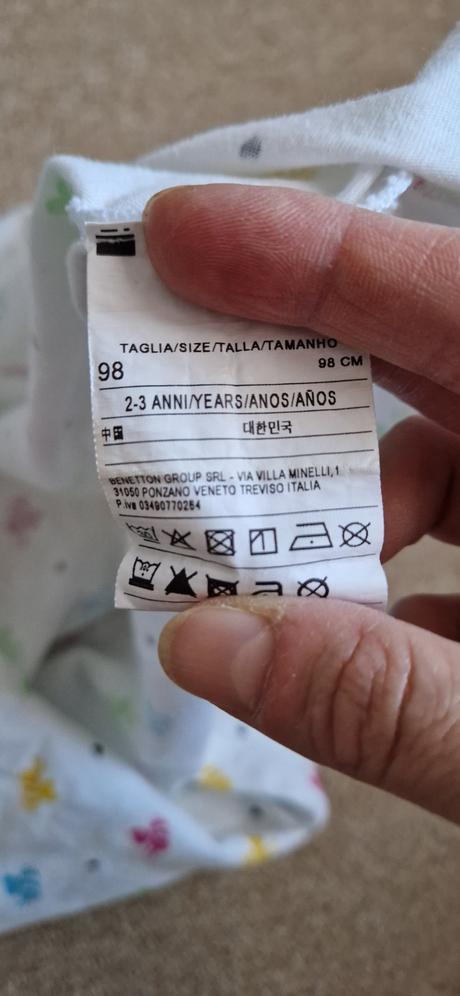 TAGLIA/SIZE/TALLA/TAMANHO
98 98 CM
2-3 ANNI/YEARS/ANOS/AÑOS
中国 대한민국
BENETTON GROUP SRL - VIA VILLA MINELLI,1
31050 PONZANO VENETO TREVISO ITALIA
P.iva 03490770264